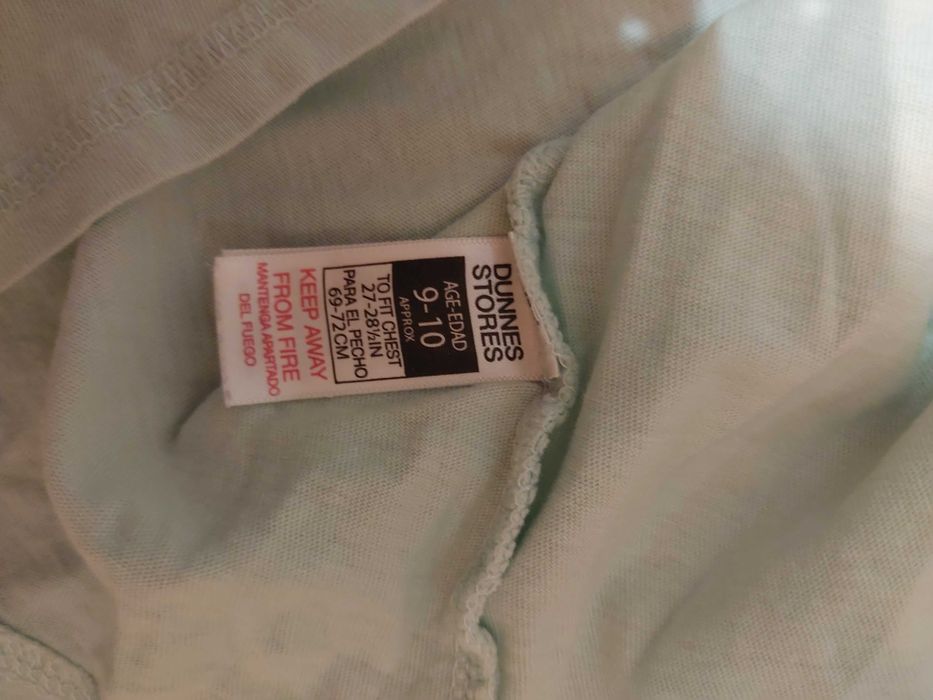 DUNNES
STORES
AGE-EDAD
9-10
APPROX
TO FIT CHEST
27-28½IN
PARA EL PECHO
69-72CM
KEEP AWAY
FROM FIRE
MANTENGA APARTADO
DEL FUEGO